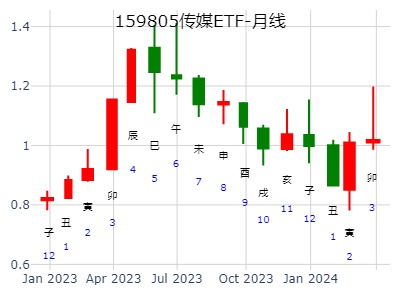 159805传媒ETF-月线
1.4
1.2
1
0.8
0.6
子
丑
寅
卯
辰
巳
午
未
申
酉
戌
亥
子
丑
寅
卯
12
1
2
3
4
5
6
7
8
9
10
11
12
1
2
3
Jan 2023
Apr 2023
Jul 2023
Oct 2023
Jan 2024